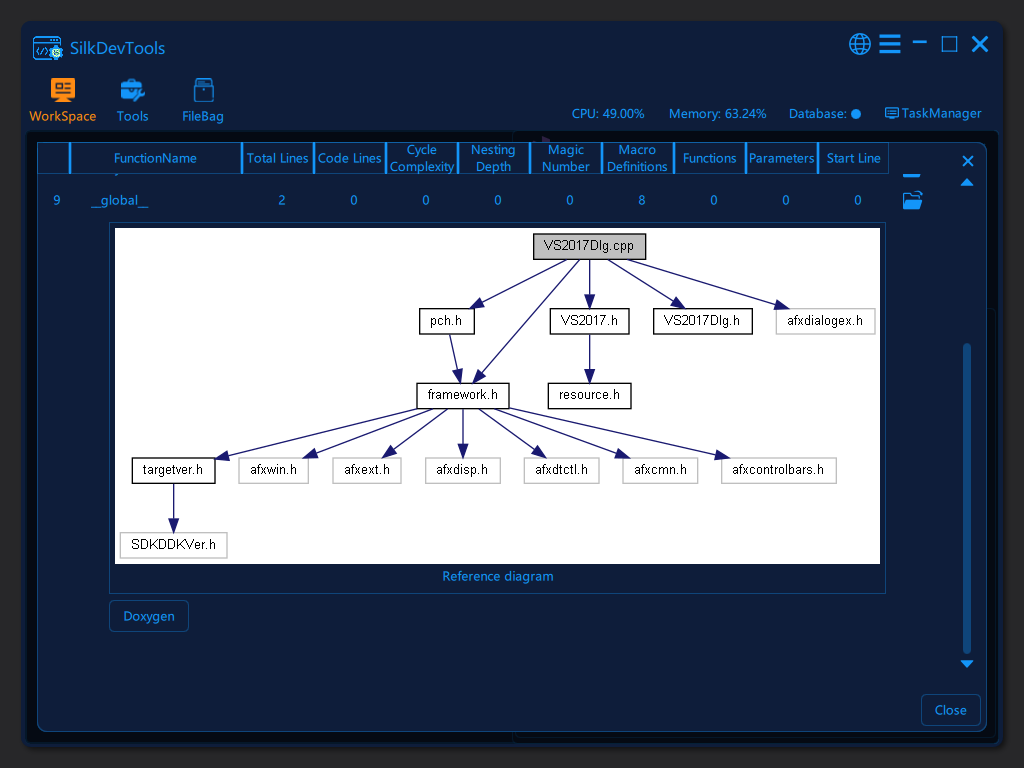 SilkDevTools
WorkSpace
Tools
FileBag
CPU: 49.00%
Memory: 63.24%
Database:
TaskManager
FunctionName
Total Lines
Code Lines
Cycle
Complexity
Nesting
Depth
Magic
Number
Macro
Definitions
Functions
Parameters
Start Line
9 __global__ 2 0 0 0 0 8 0 0 0
VS2017Dlg.cpp
pch.h
VS2017.h
VS2017Dlg.h
afxdialogex.h
framework.h
resource.h
targetver.h
afxwin.h
afxext.h
afxdisp.h
afxdtctl.h
afxcmn.h
afxcontrolbars.h
SDKDDKVer.h
Reference diagram
Doxygen
Close